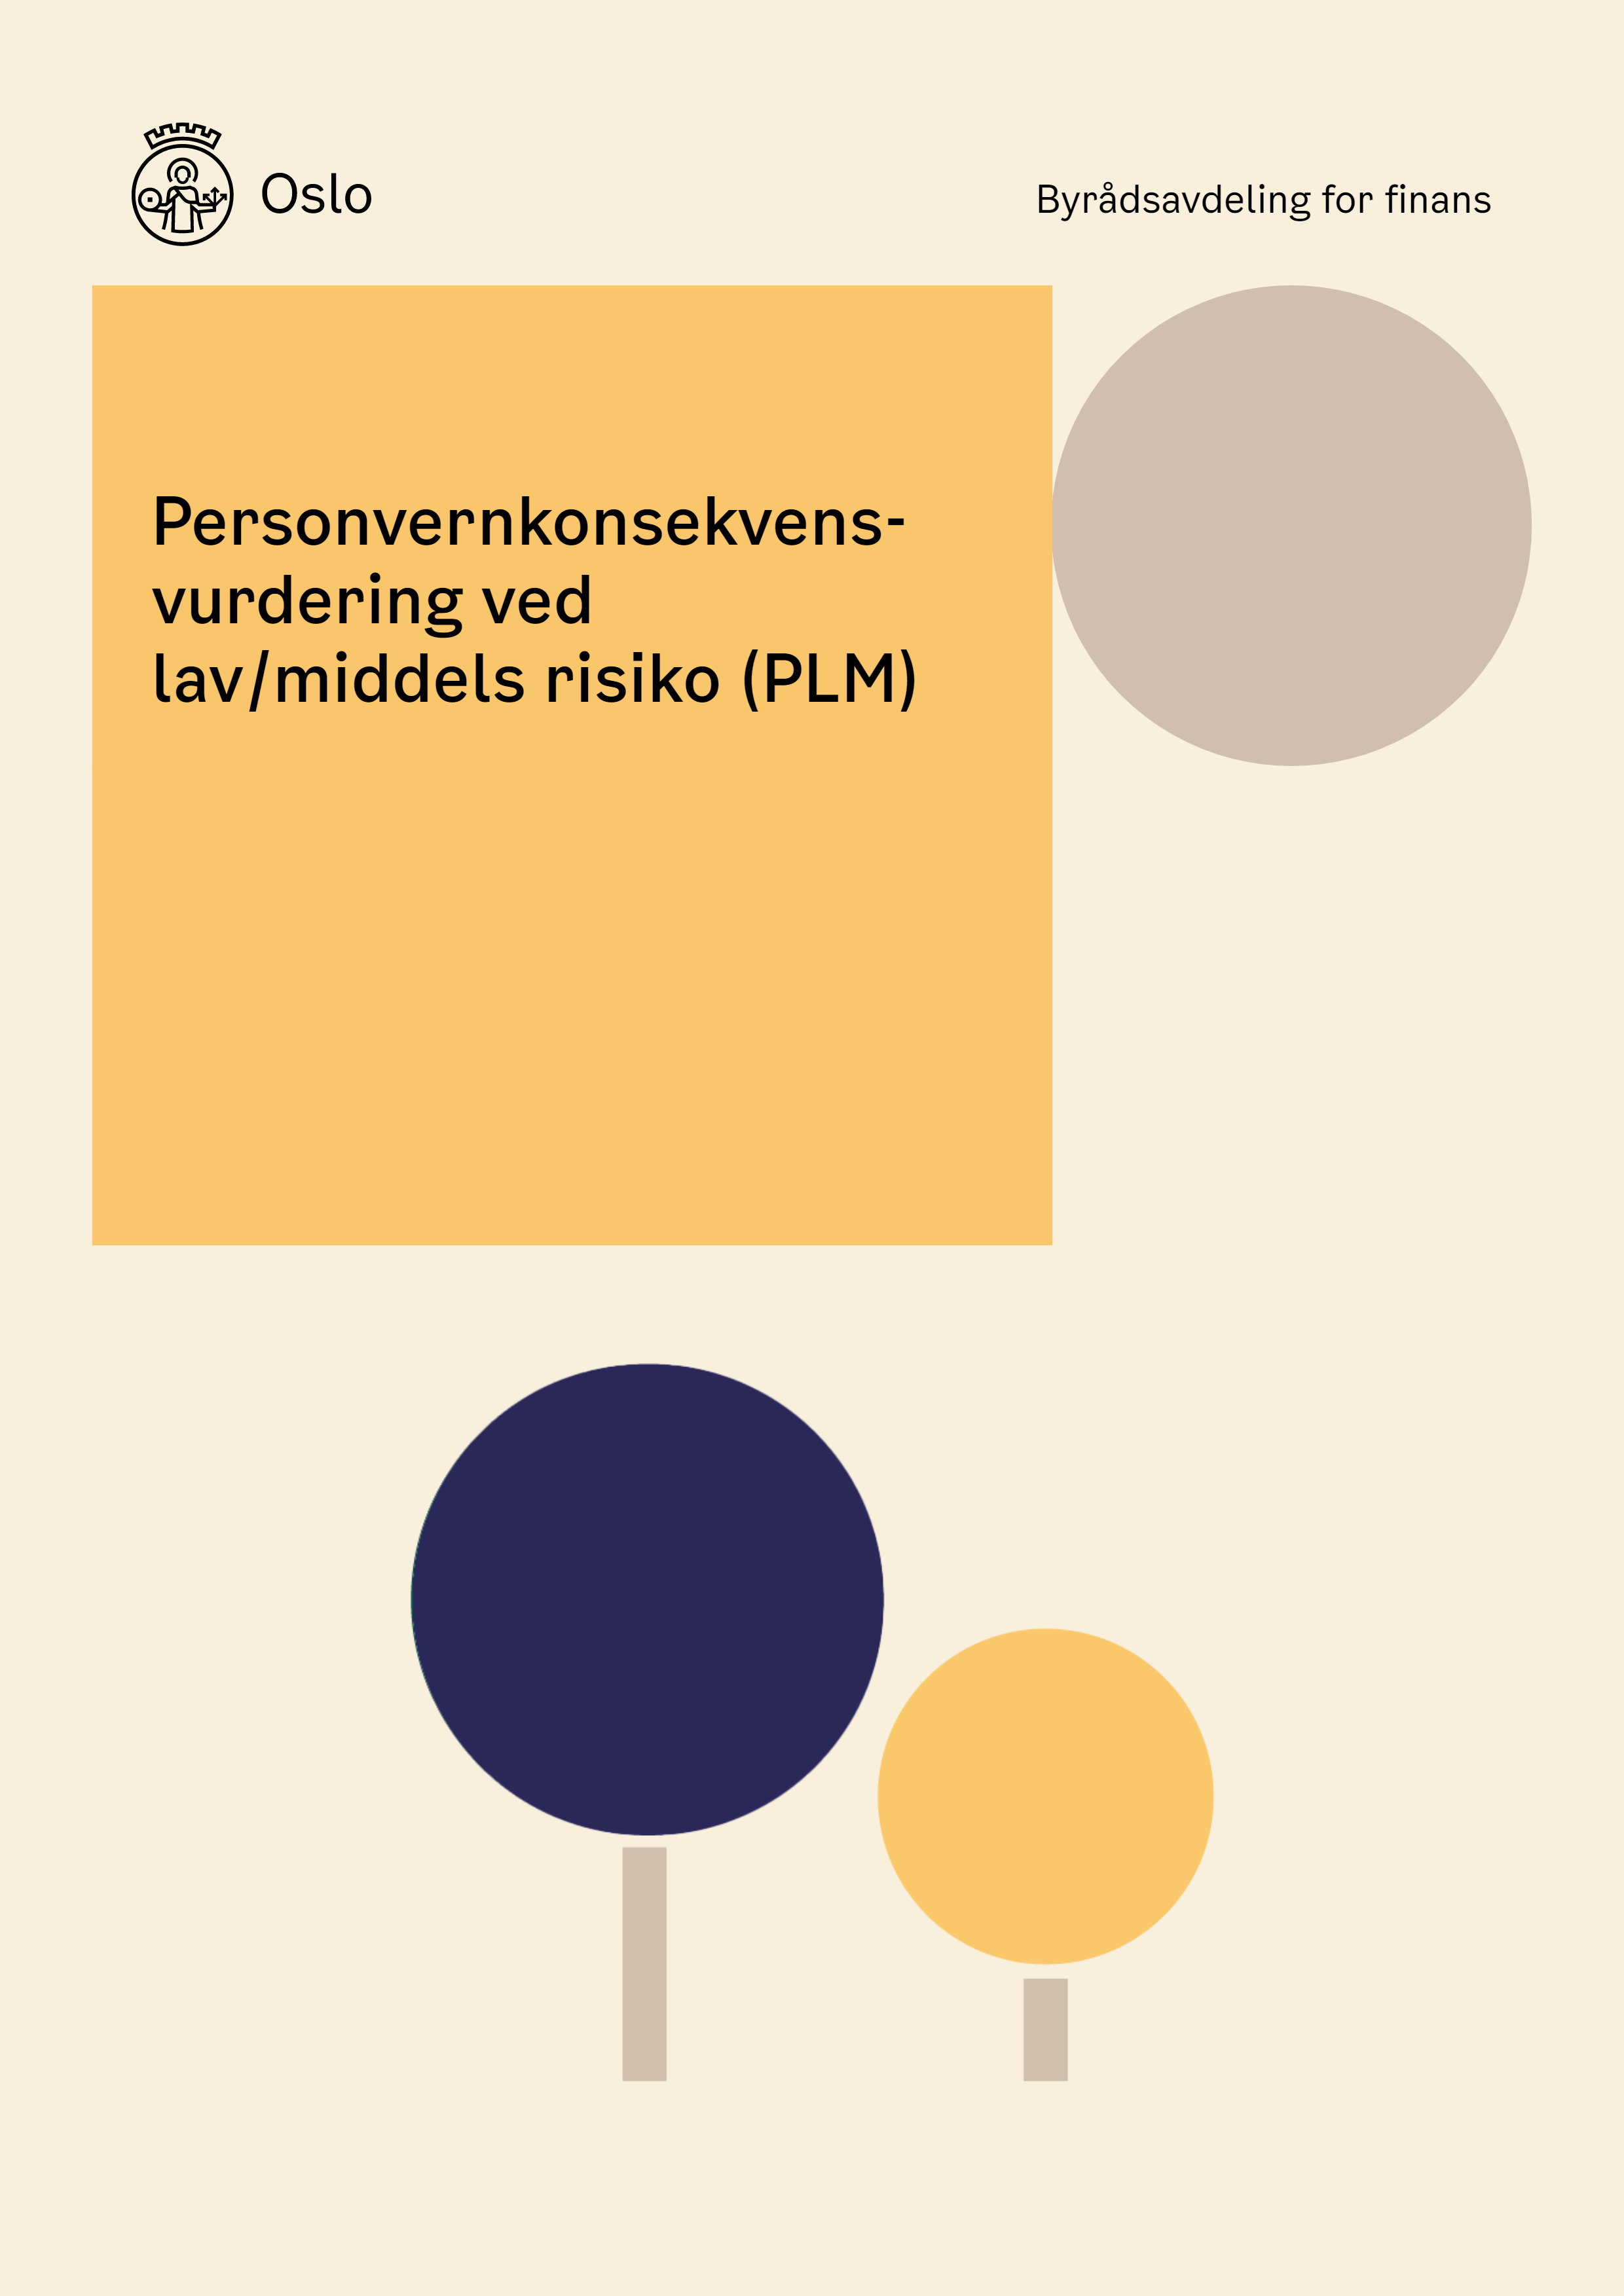 Oslo
Byrådsavdeling for finans
Personvernkonsekvens-
vurdering ved
lav/middels risiko (PLM)